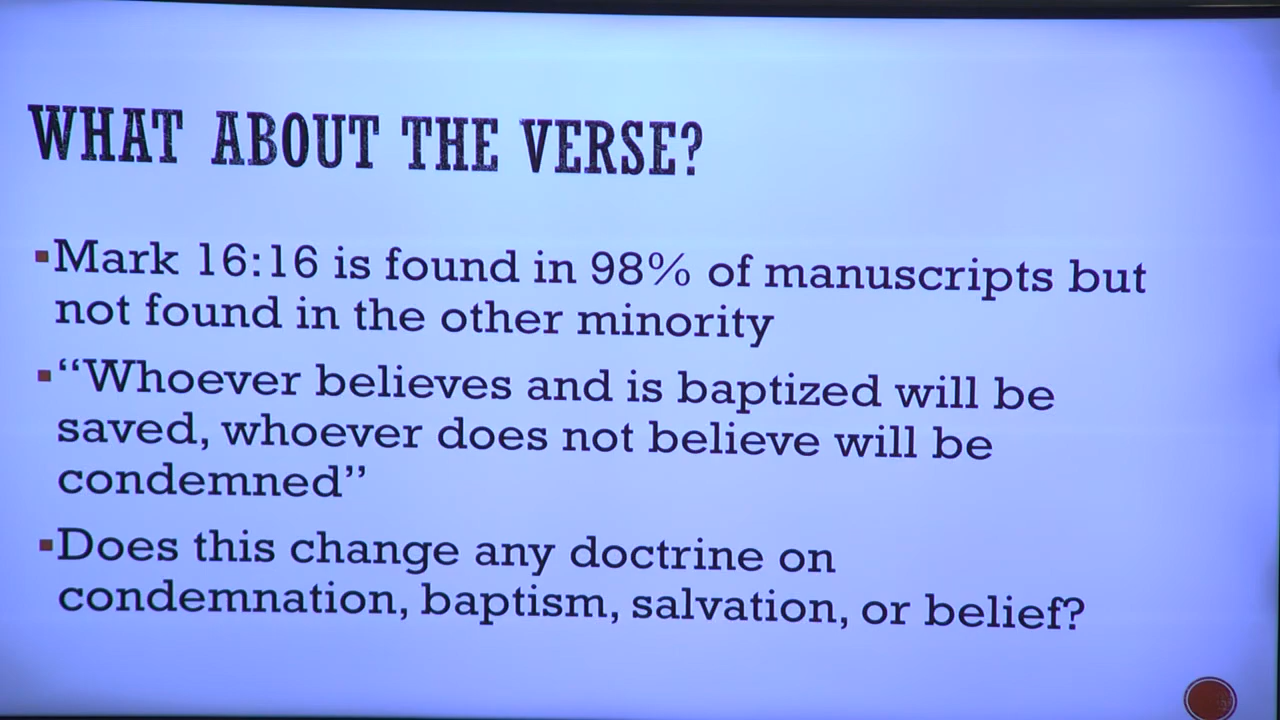 WHAT ABOUT THE VERSE?
▪Mark 16:16 is found in 98% of manuscripts but
not found in the other minority
▪“Whoever believes and is baptized will be
saved, whoever does not believe will be
condemned”
▪Does this change any doctrine on
condemnation, baptism, salvation, or belief?